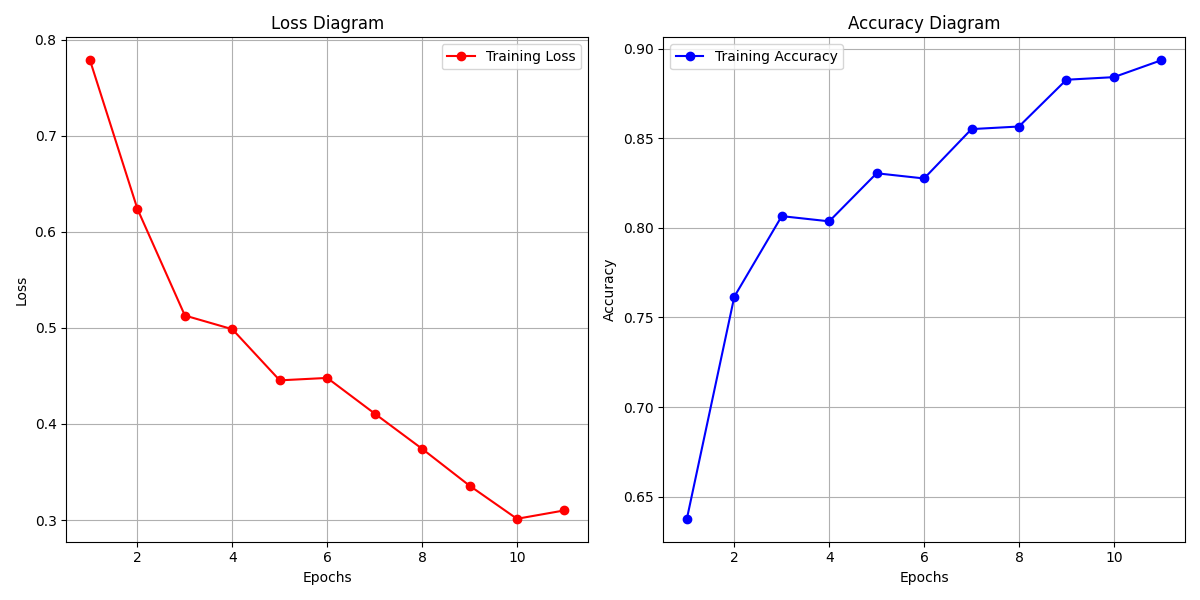 Loss Diagram
Training Loss
0.8
0.7
0.6
0.5
0.4
0.3
Loss
2 4 6 8 10
Epochs
Accuracy Diagram
Training Accuracy
0.90
0.85
0.80
0.75
0.70
0.65
Accuracy
2 4 6 8 10
Epochs